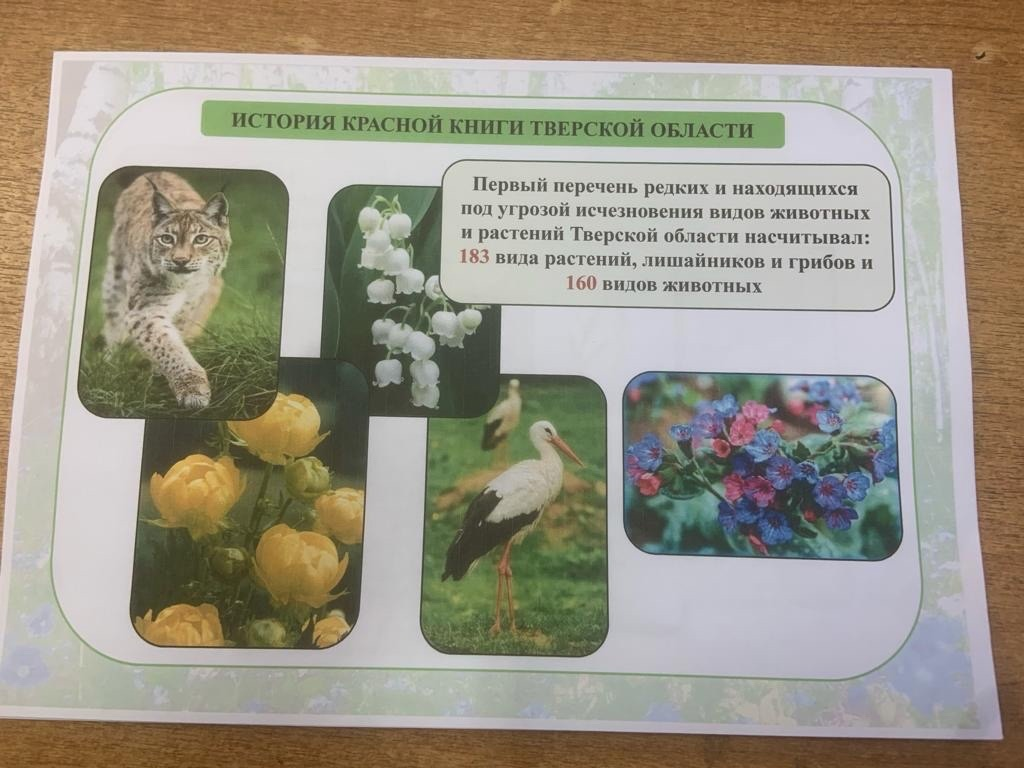 ИСТОРИЯ КРАСНОЙ КНИГИ ТВЕРСКОЙ ОБЛАСТИ
Первый перечень редких и находящихся
под угрозой исчезновения видов животных
и растений Тверской области насчитывал:
183 вида растений, лишайников и грибов и
160 видов животных